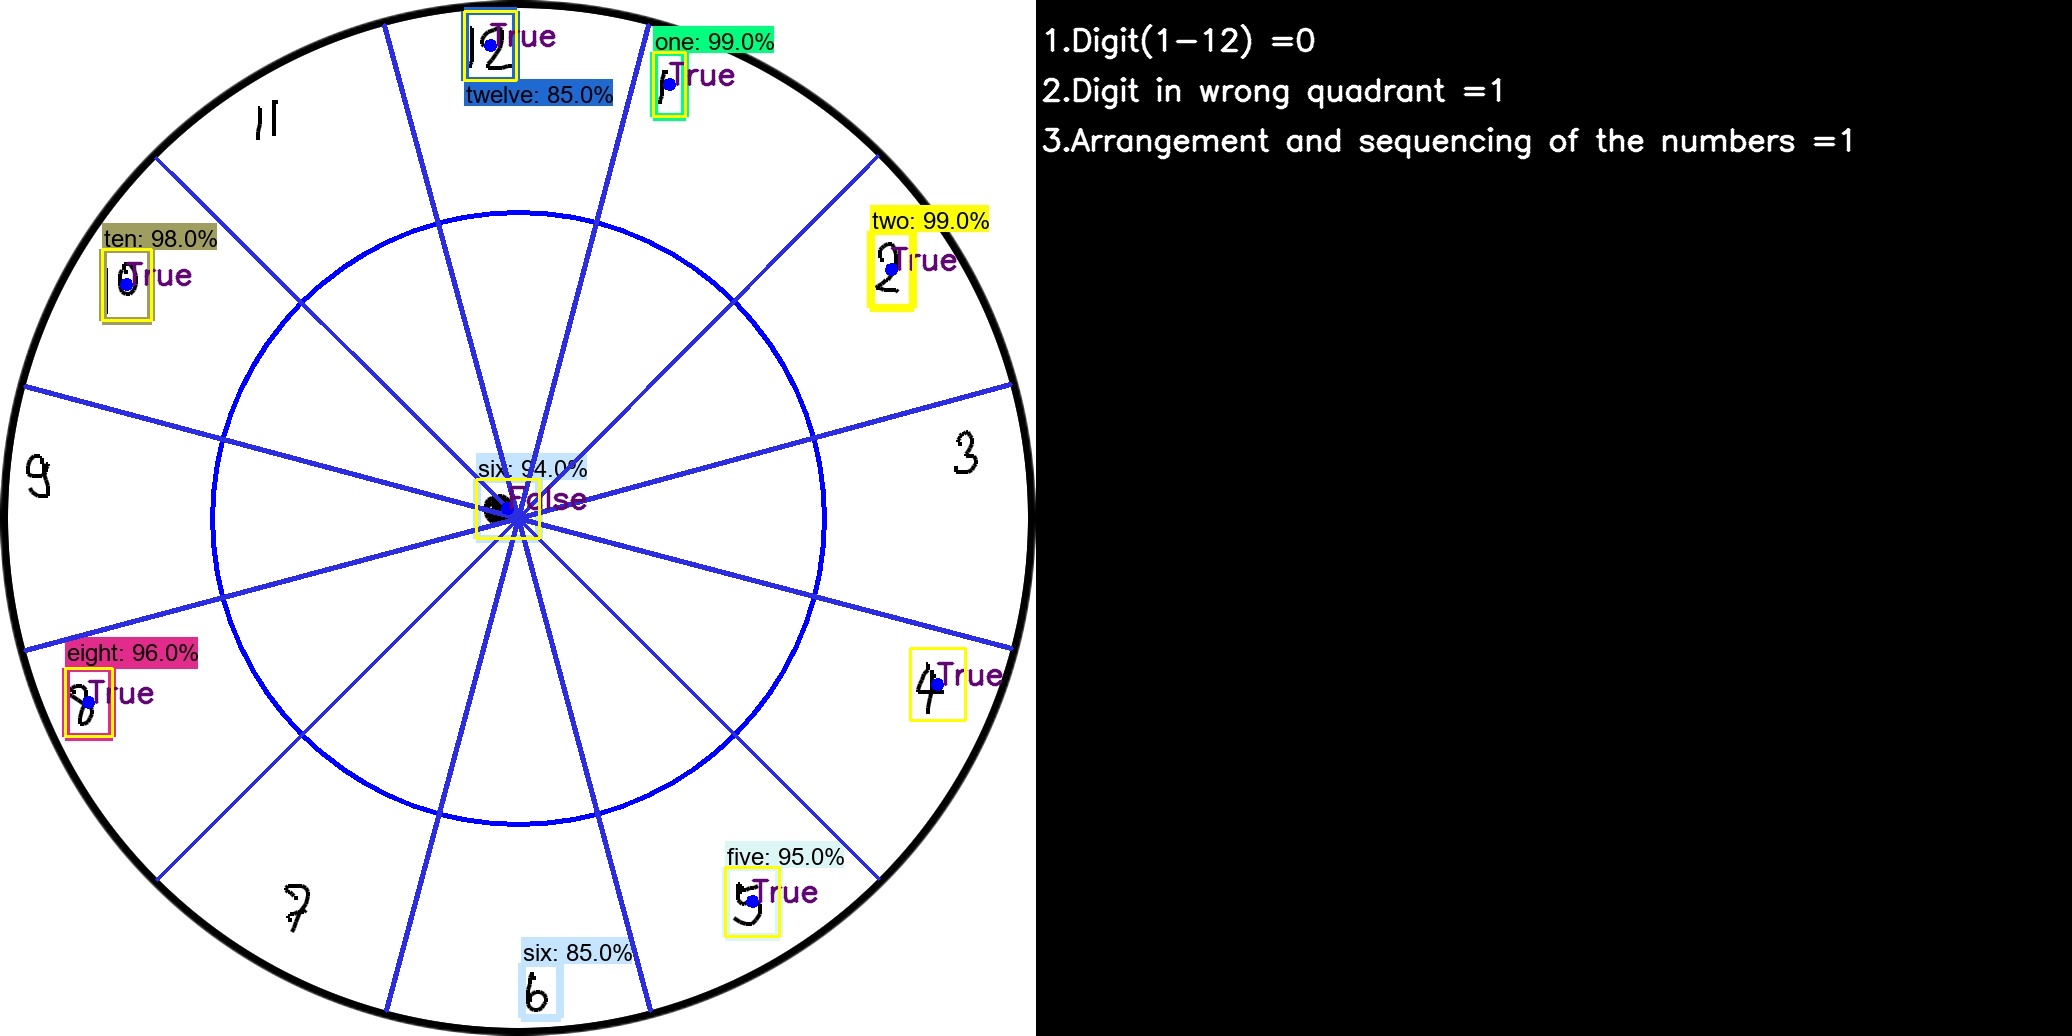 12
True
twelve: 85.0%
one: 99.0%
1
True
11
two: 99.0%
2
True
ten: 98.0%
10
True
3
9
six: 94.0%
False
eight: 96.0%
8
True
4
True
five: 95.0%
5
True
7
six: 85.0%
6
1.Digit(1-12) =0
2.Digit in wrong quadrant =1
3.Arrangement and sequencing of the numbers =1